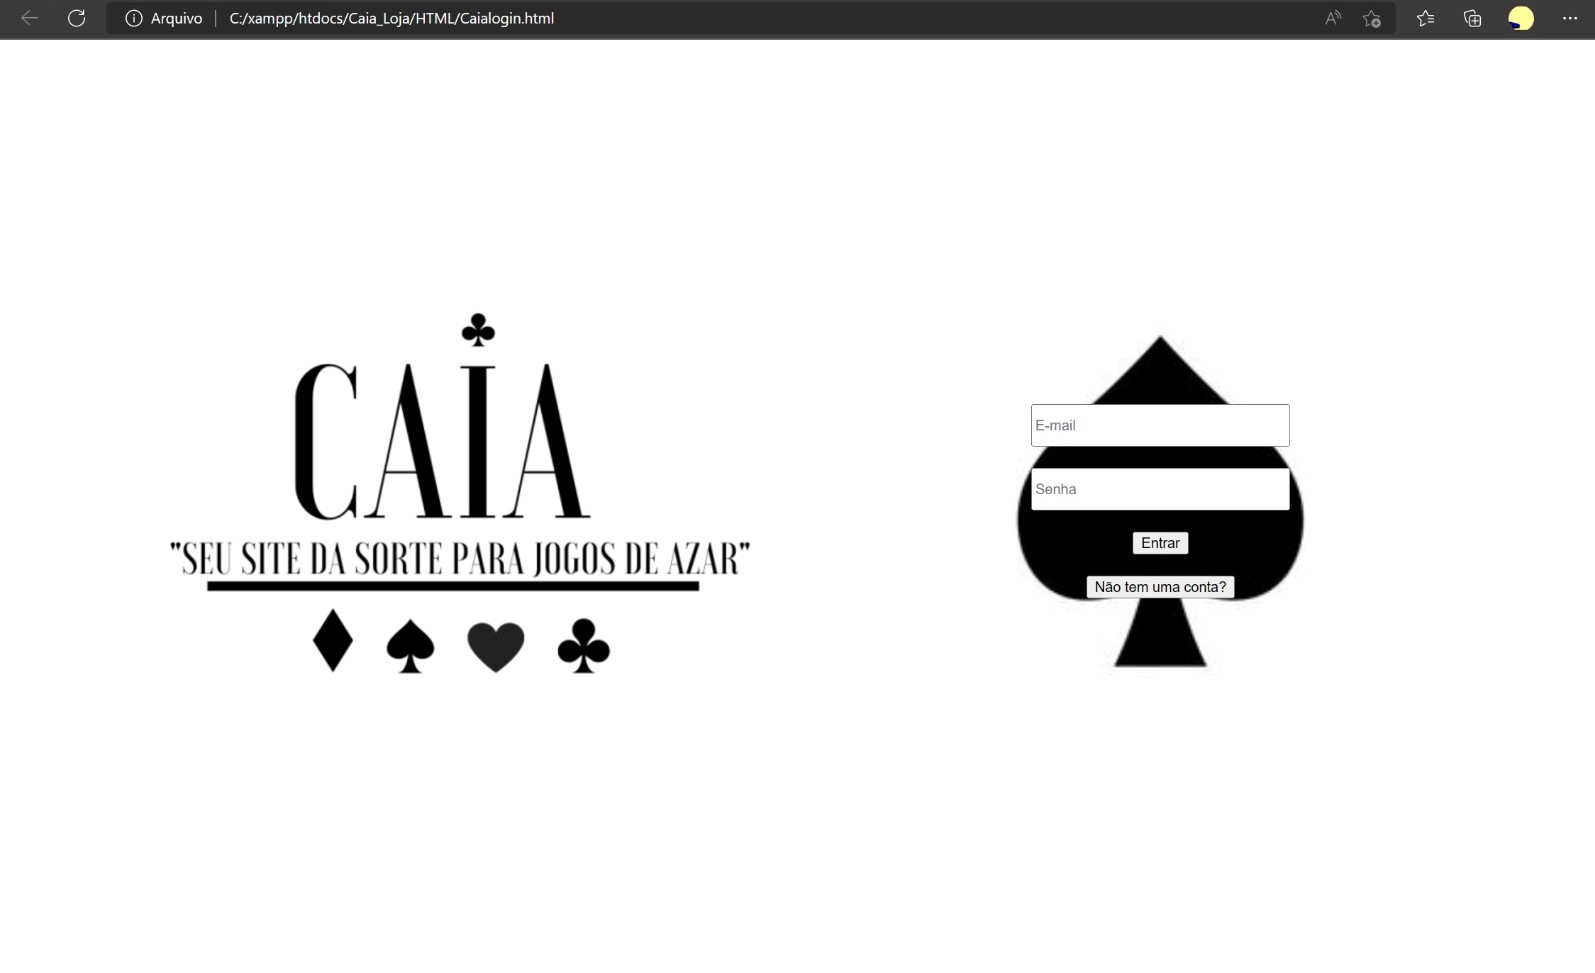 Arquivo
C:/xampp/htdocs/Caia_Loja/HTML/Caialogin.html
CAIA
"SEU SITE DA SORTE PARA JOGOS DE AZAR"
E-mail
Senha
Entrar
Não tem uma conta?